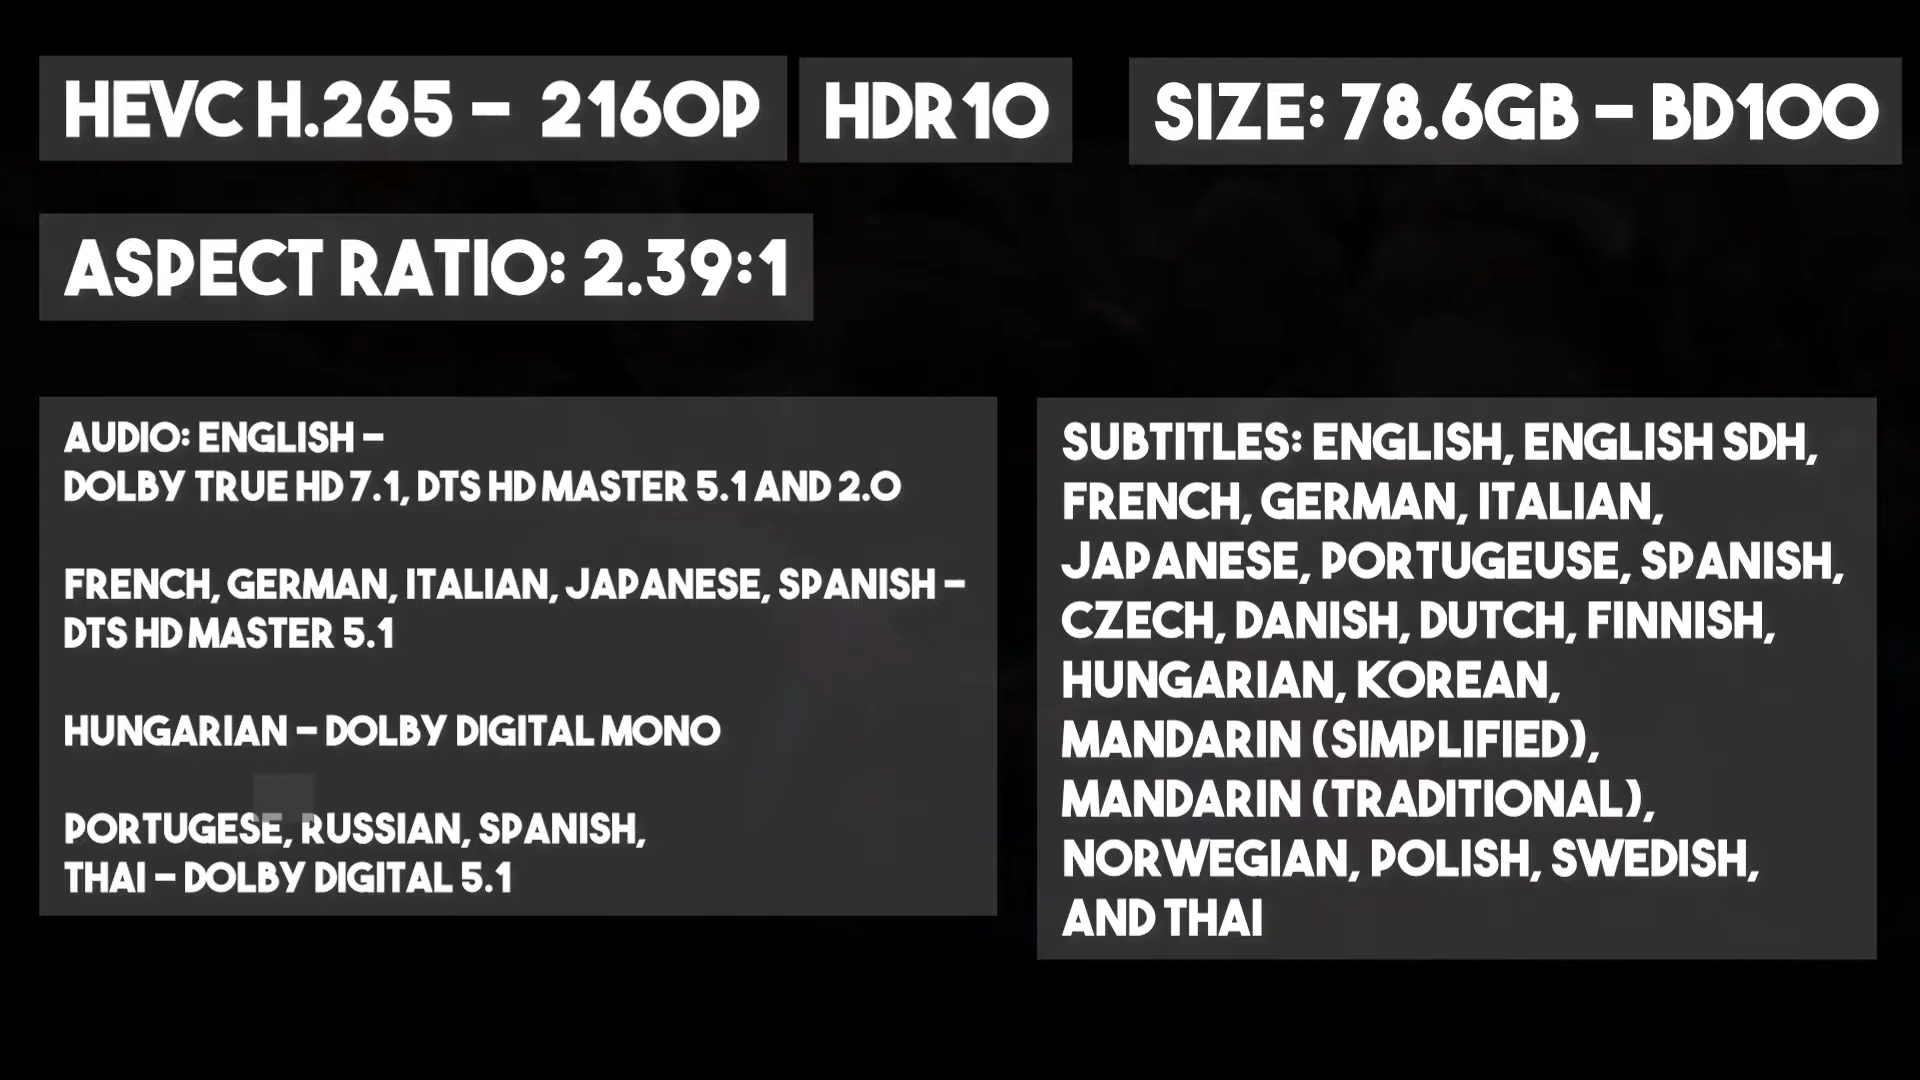 HEVC H.265 – 2160P
HDR10
SIZE: 78.6GB – BD100
ASPECT RATIO: 2.39:1
AUDIO: ENGLISH –
DOLBY TRUE HD 7.1, DTS HD MASTER 5.1 AND 2.0
FRENCH, GERMAN, ITALIAN, JAPANESE, SPANISH –
DTS HD MASTER 5.1
HUNGARIAN – DOLBY DIGITAL MONO
PORTUGESE, RUSSIAN, SPANISH,
THAI – DOLBY DIGITAL 5.1
SUBTITLES: ENGLISH, ENGLISH SDH,
FRENCH, GERMAN, ITALIAN,
JAPANESE, PORTUGEUSE, SPANISH,
CZECH, DANISH, DUTCH, FINNISH,
HUNGARIAN, KOREAN,
MANDARIN (SIMPLIFIED),
MANDARIN (TRADITIONAL),
NORWEGIAN, POLISH, SWEDISH,
AND THAI